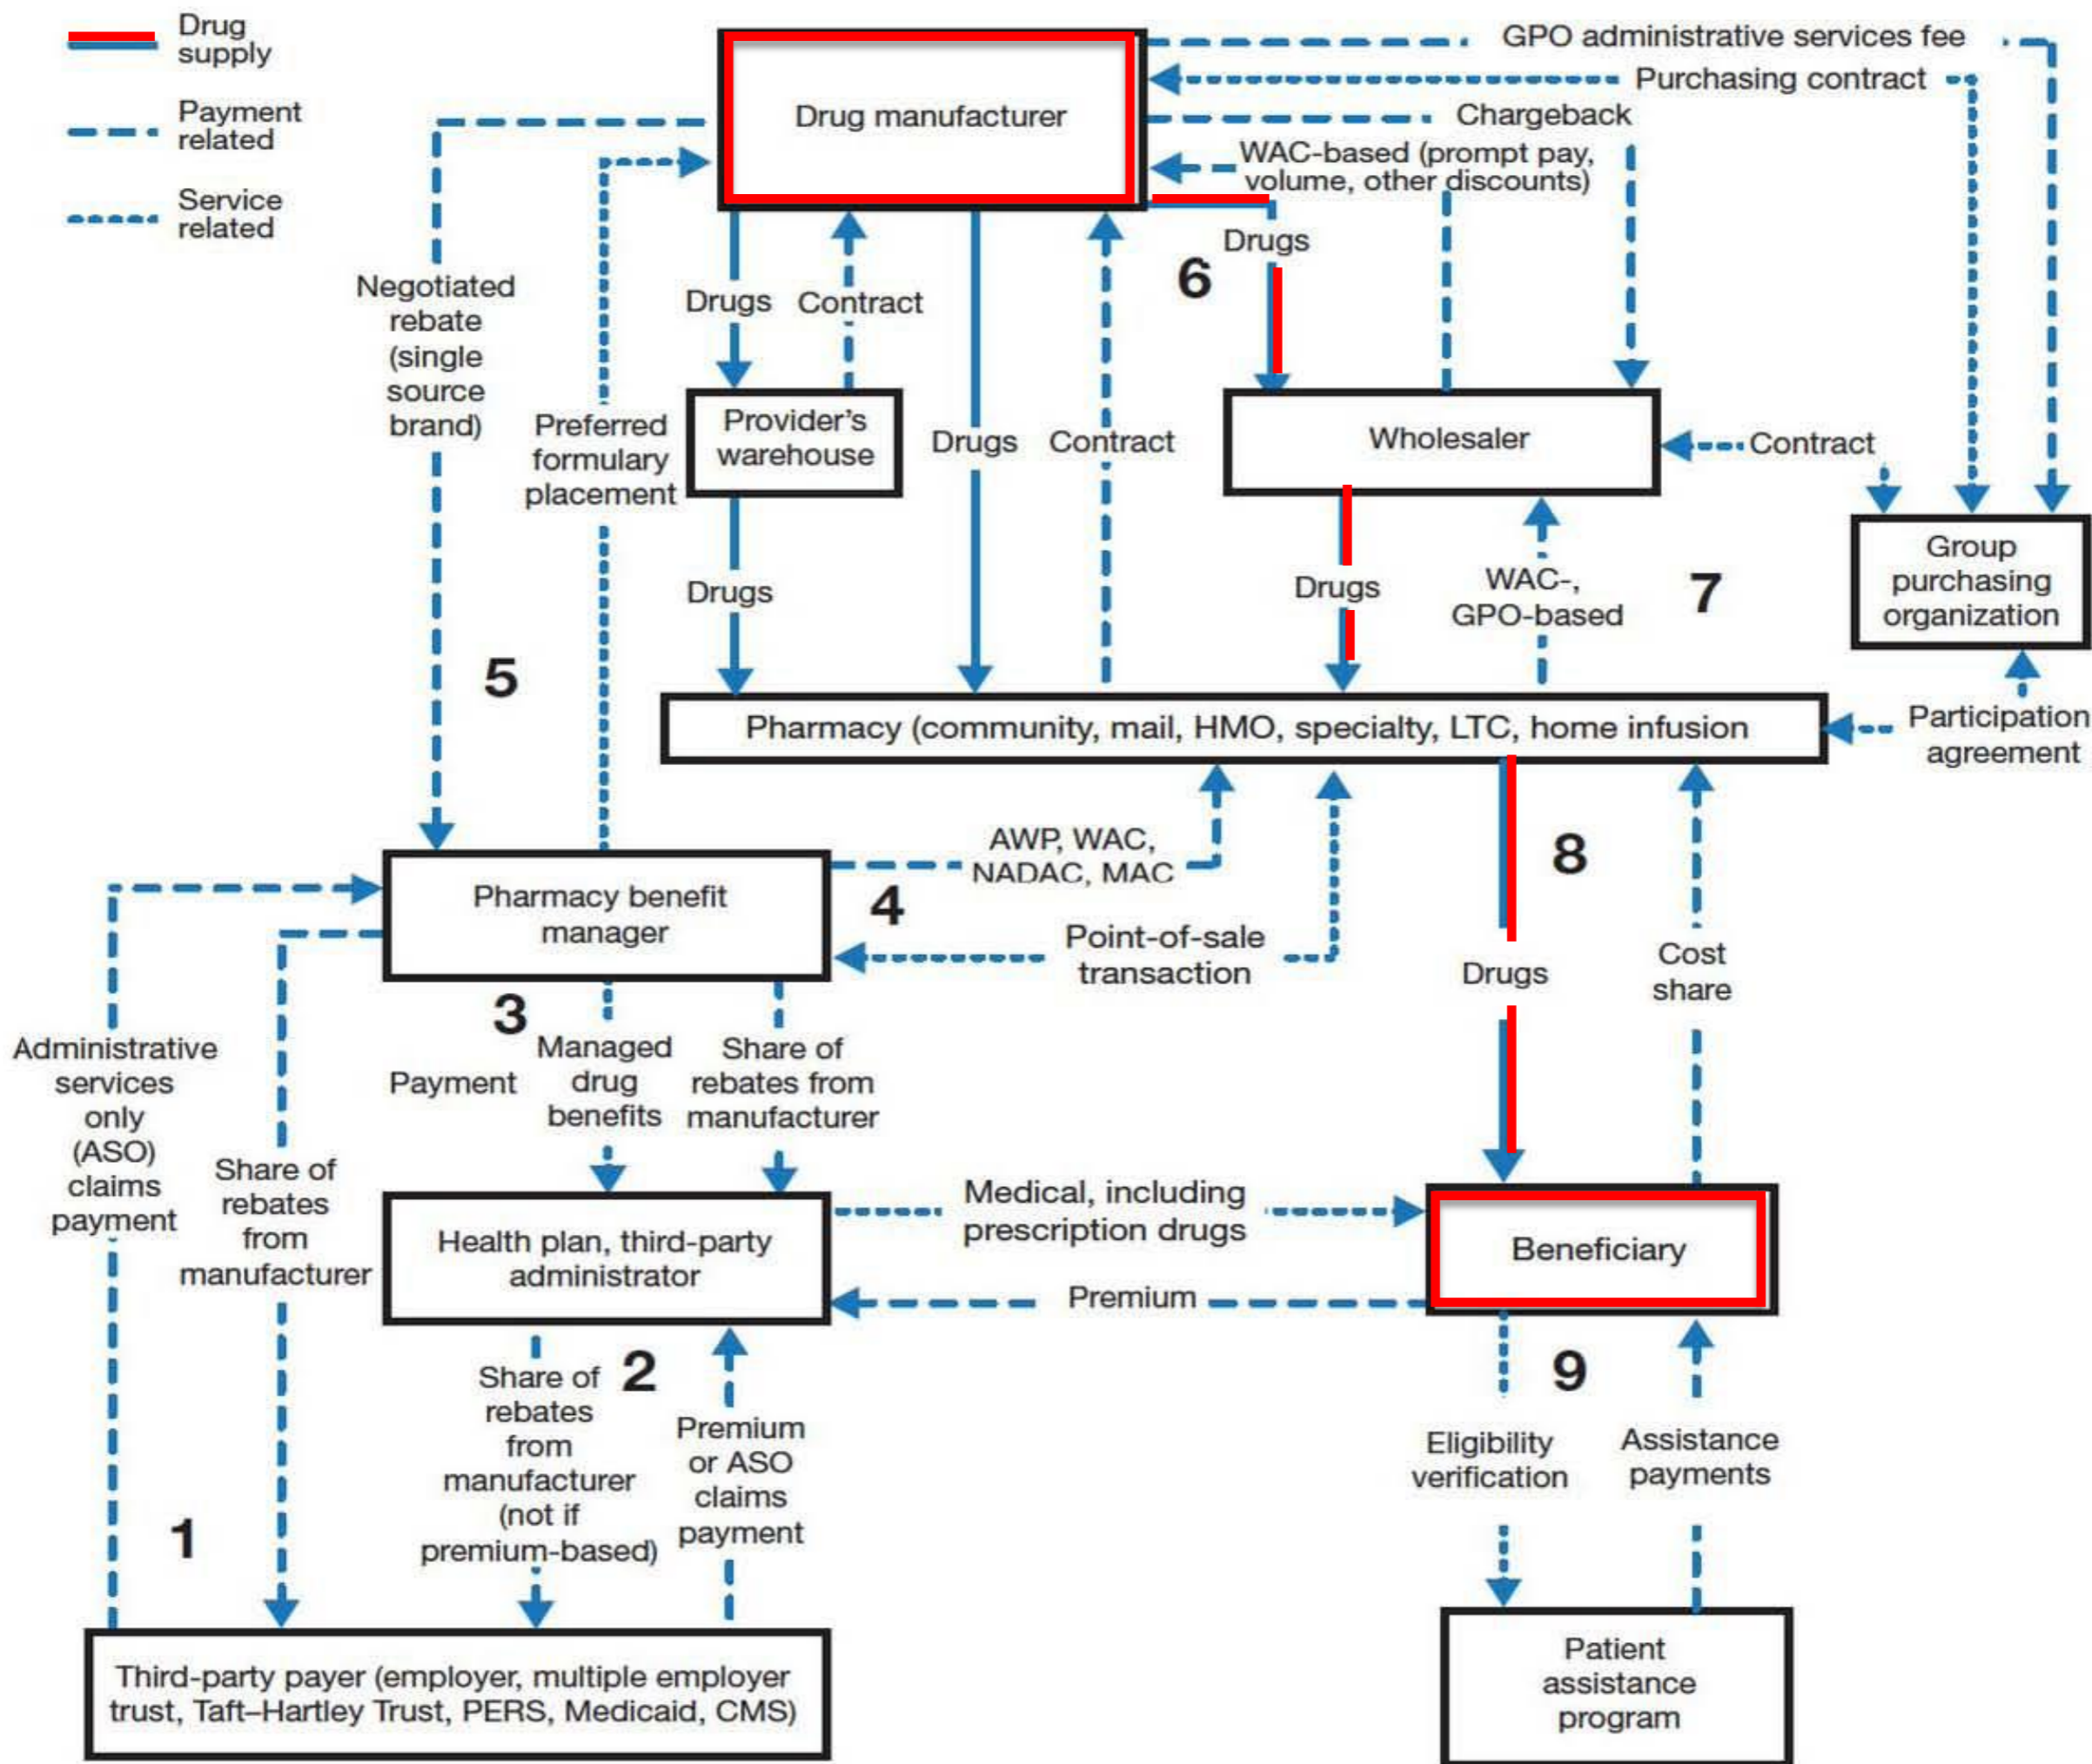 Drug
supply
Payment
related
Service
related
Drug manufacturer
GPO administrative services fee
Purchasing contract
Chargeback
WAC-based (prompt pay,
volume, other discounts)
Drugs
6
Negotiated
rebate
(single
source
brand)
Drugs
Contract
Preferred
formulary
placement
Provider's
warehouse
Drugs
Contract
Wholesaler
Contract
Group
purchasing
organization
Drugs
Drugs
WAC-,
GPO-based
7
5
Pharmacy (community, mail, HMO, specialty, LTC, home infusion
Participation
agreement
AWP, WAC,
NADAC, MAC
8
Pharmacy benefit
manager
4
Point-of-sale
transaction
Drugs
Cost
share
3
Administrative
services
only
(ASO)
claims
payment
Payment
Managed
drug
benefits
Share of
rebates from
manufacturer
Share of
rebates
from
manufacturer
Health plan, third-party
administrator
Medical, including
prescription drugs
Beneficiary
Premium
2
9
Share of
rebates
from
manufacturer
(not if
premium-based)
Premium
or ASO
claims
payment
Eligibility
verification
Assistance
payments
1
Third-party payer (employer, multiple employer
trust, Taft–Hartley Trust, PERS, Medicaid, CMS)
Patient
assistance
program